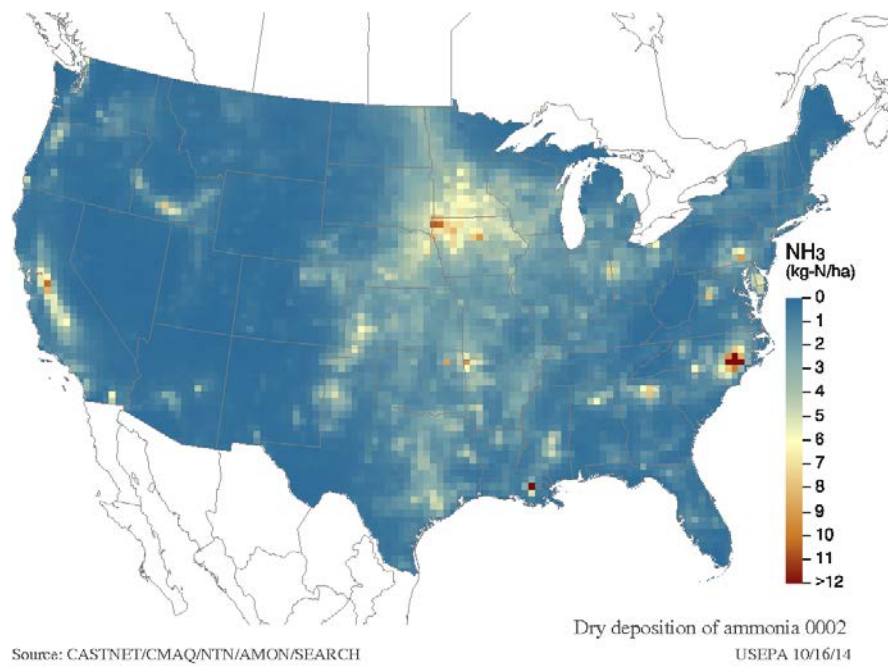 NH₃
(kg-N/ha)
0
1
2
3
4
5
6
7
8
9
10
11
>12
Dry deposition of ammonia 0002
Source: CASTNET/CMAQ/NTN/AMON/SEARCH
USEPA 10/16/14